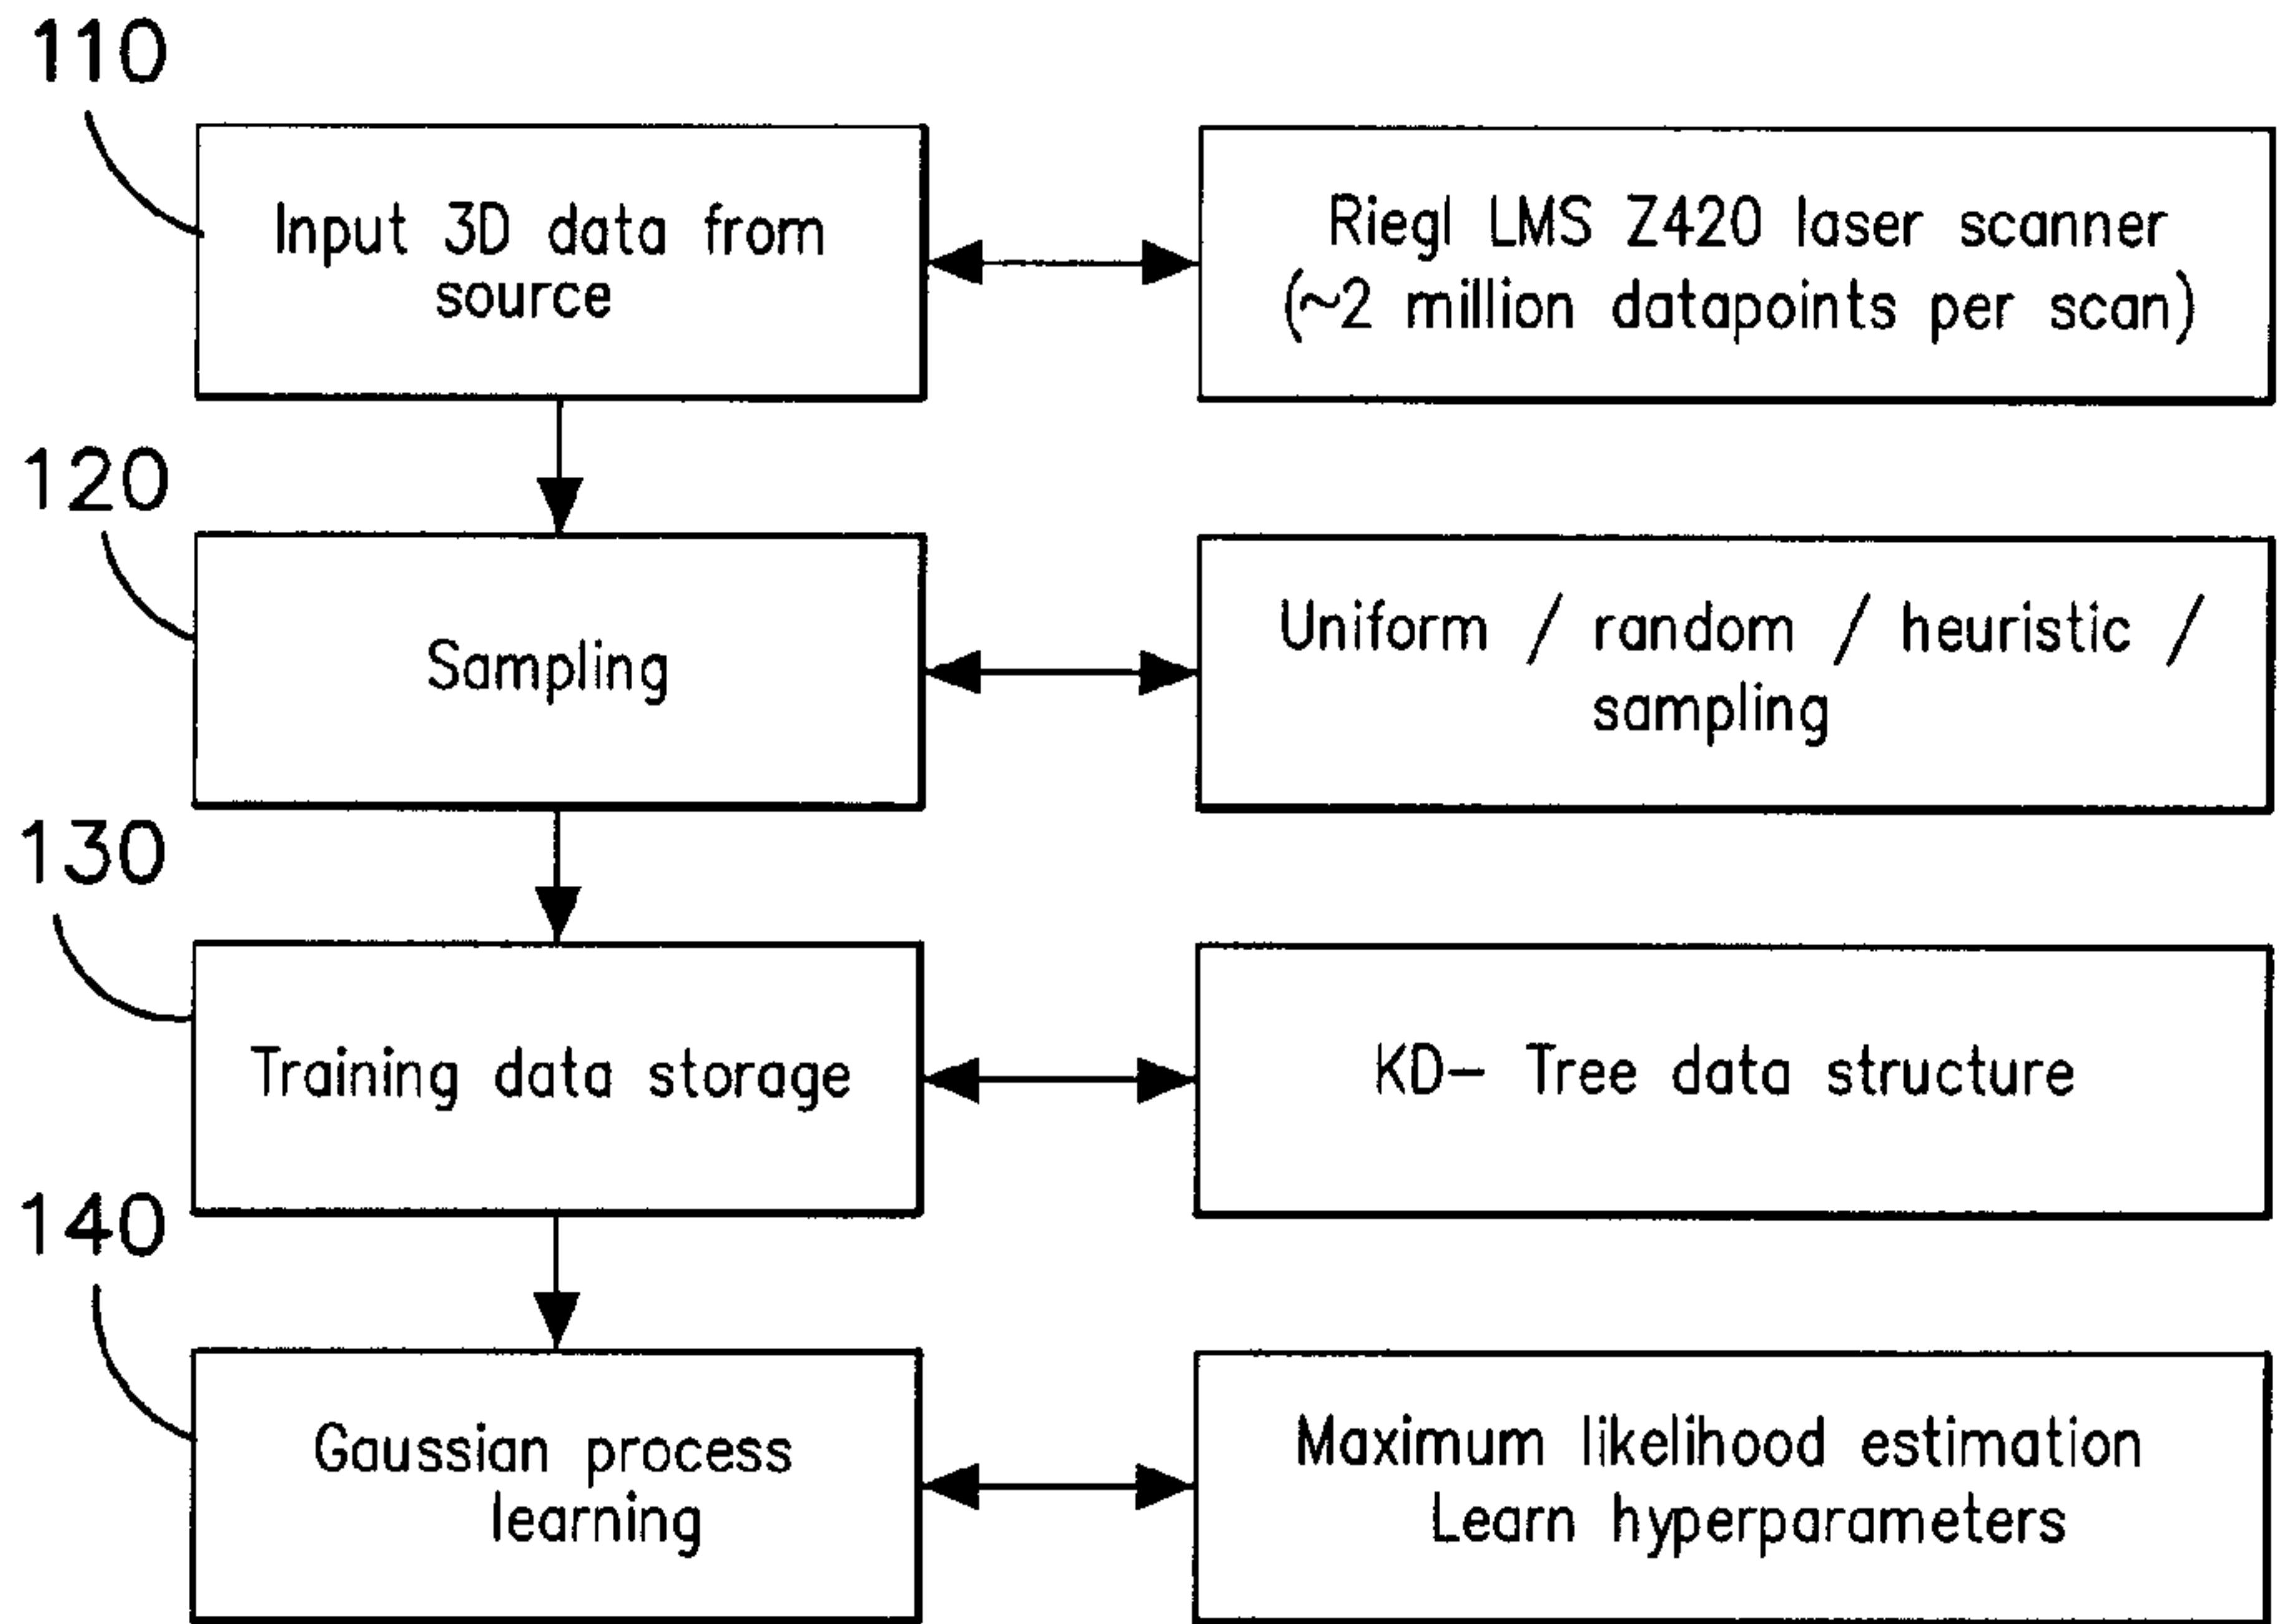 110
Input 3D data from
source
Riegl LMS Z420 laser scanner
(~2 million datapoints per scan)
120
Sampling
Uniform / random / heuristic /
sampling
130
Training data storage
KD- Tree data structure
140
Gaussian process
learning
Maximum likelihood estimation
Learn hyperparameters